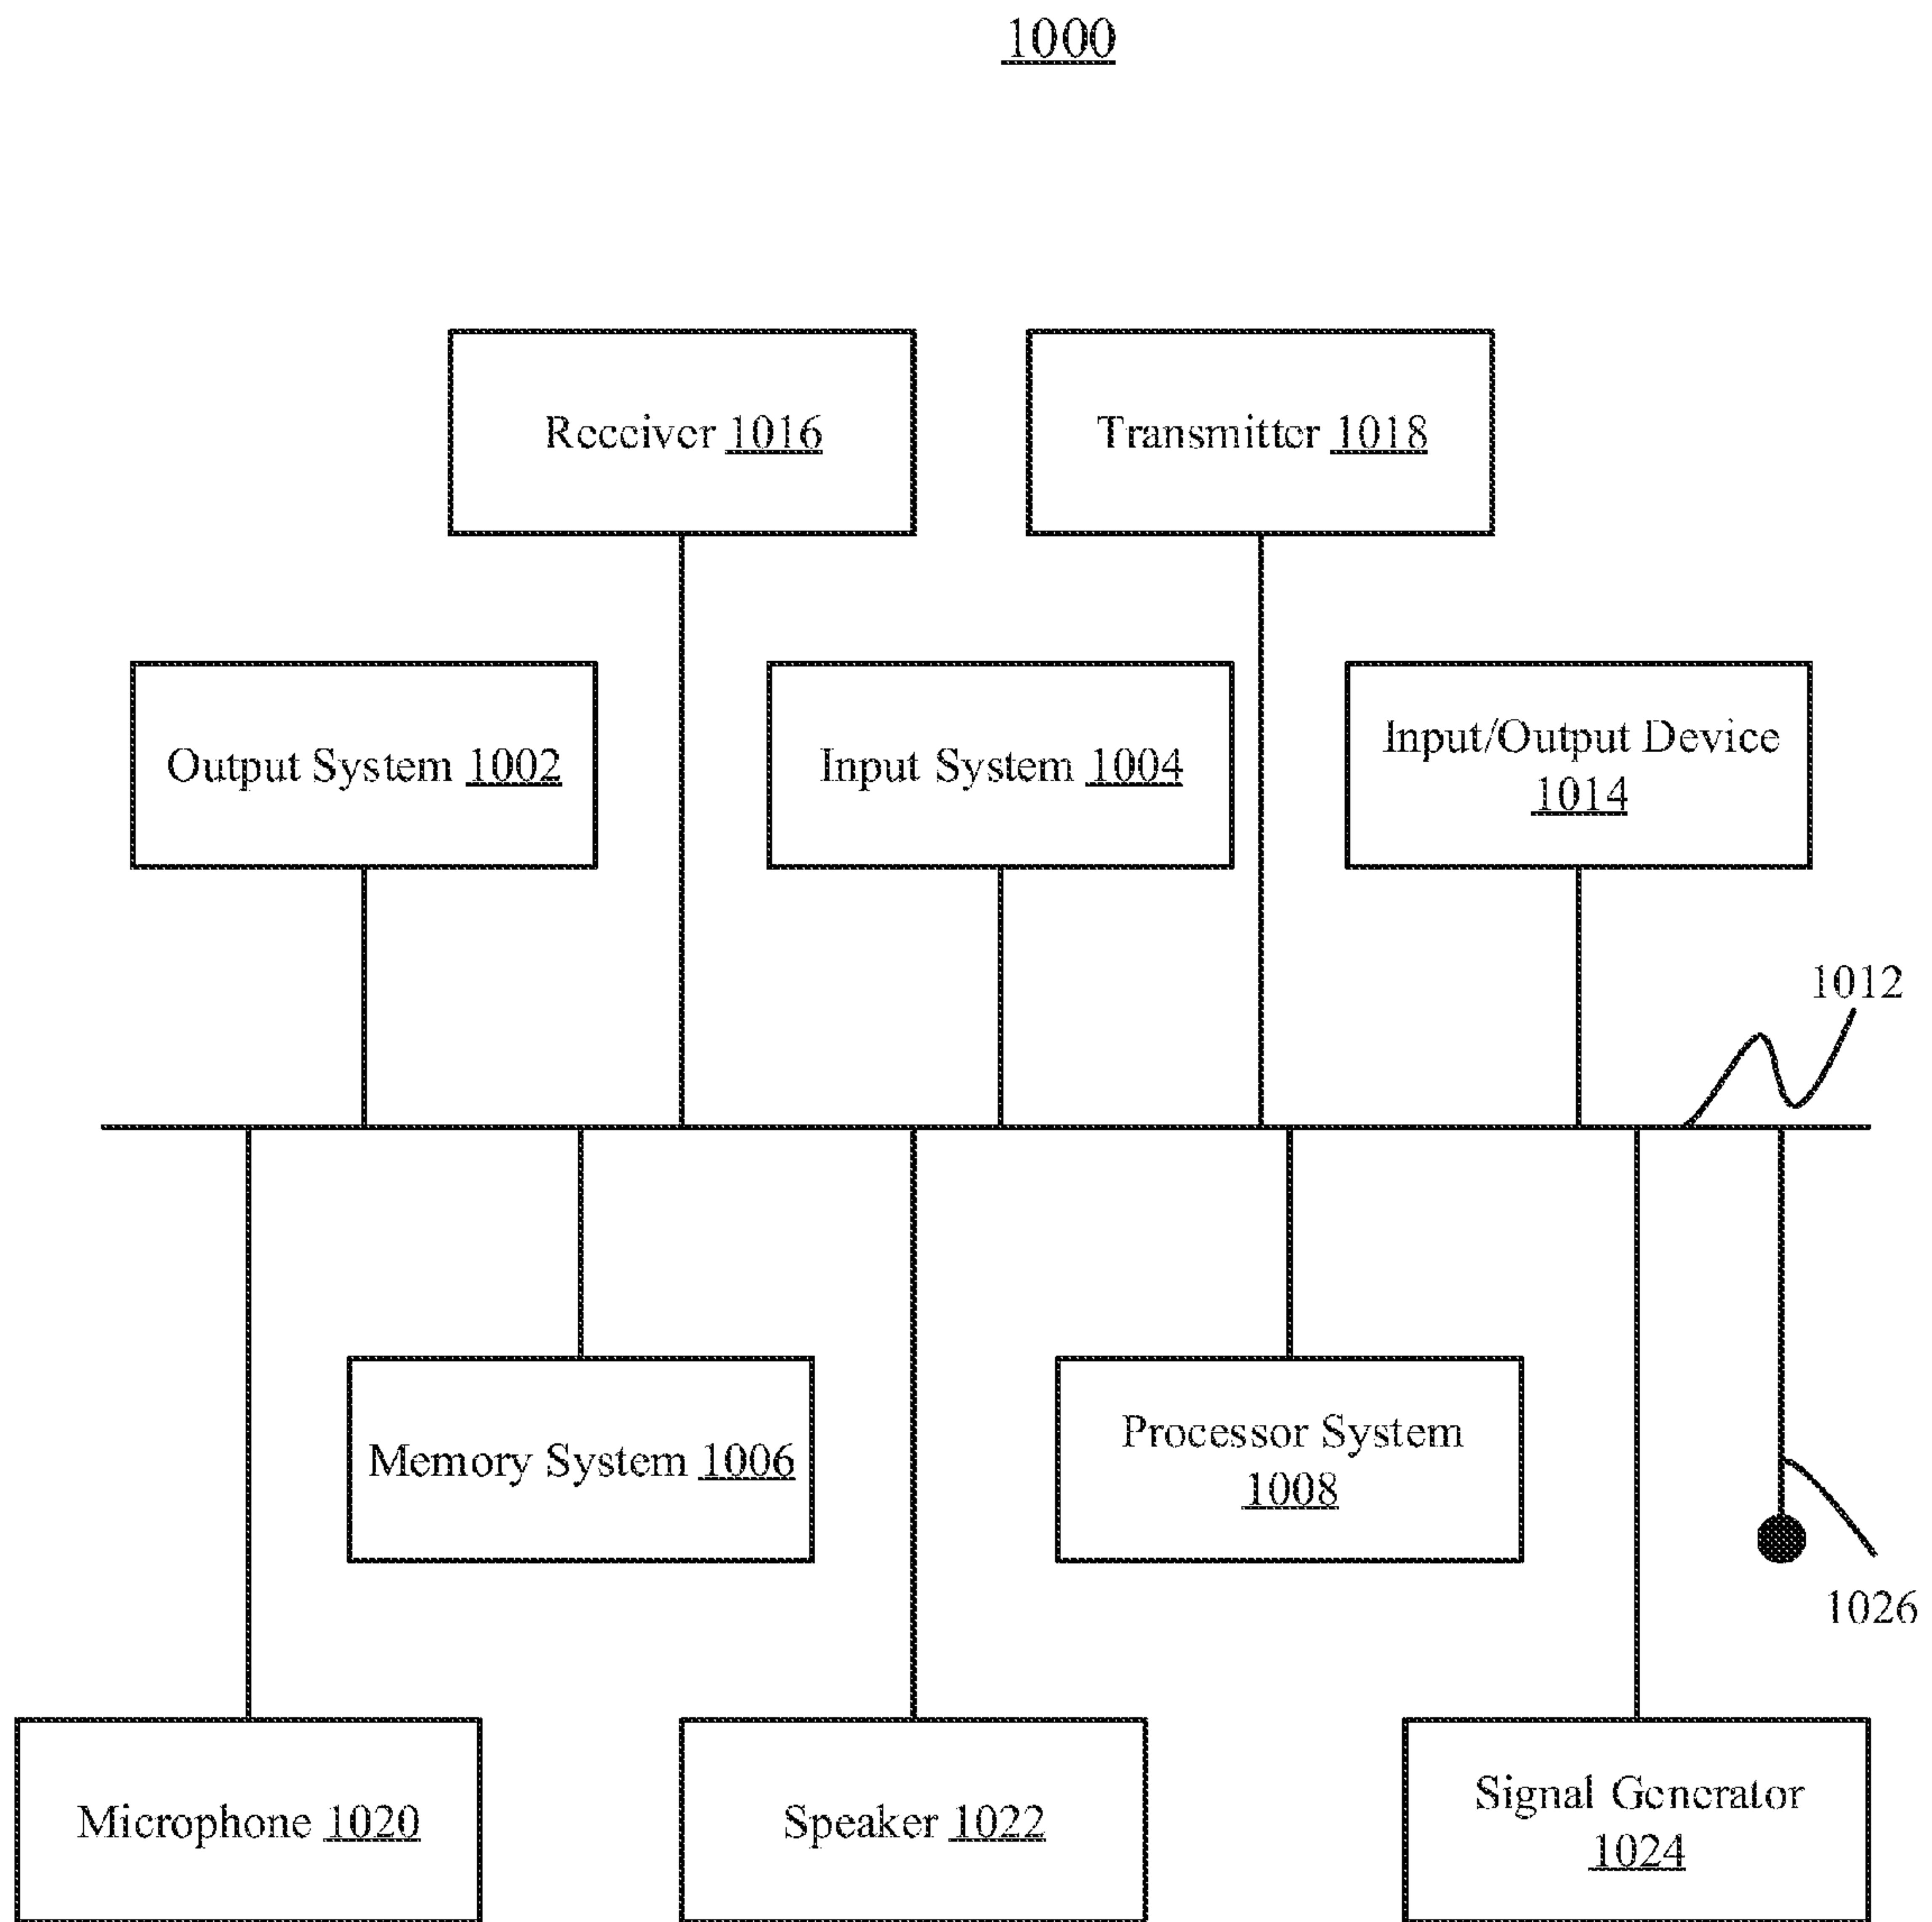 1000
Receiver 1016
Transmitter 1018
Output System 1002
Input System 1004
Input/Output Device
1014
1012
Memory System 1006
Processor System
1008
1026
Microphone 1020
Speaker 1022
Signal Generator
1024